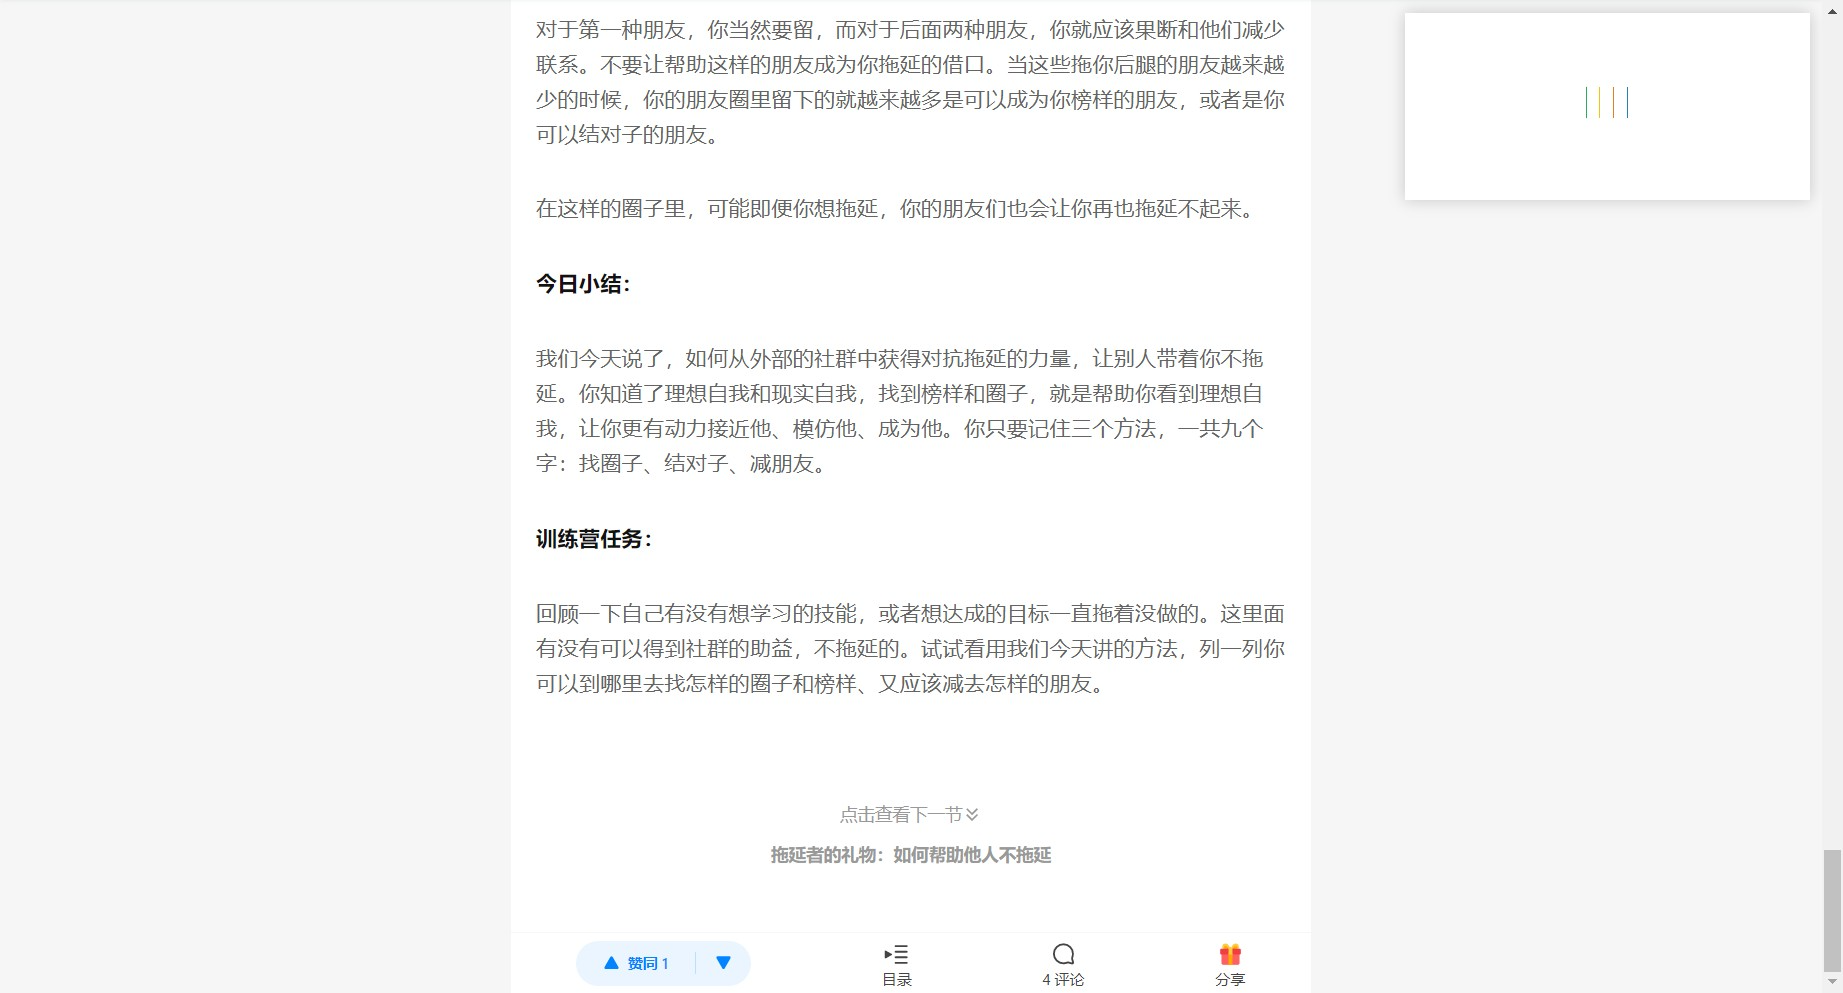 对于第一种朋友，你当然要留，而对于后面两种朋友，你就应该果断和他们减少
联系。不要让帮助这样的朋友成为你拖延的借口。当这些拖你后腿的朋友越来越
少的时候，你的朋友圈里留下的就越来越多是可以成为你榜样的朋友，或者是你
可以结对子的朋友。
在这样的圈子里，可能即便你想拖延，你的朋友们也会让你再也拖延不起来。
今日小结：
我们今天说了，如何从外部的社群中获得对抗拖延的力量，让别人带着你不拖
延。你知道了理想自我和现实自我，找到榜样和圈子，就是帮助你看到理想自
我，让你更有动力接近他、模仿他、成为他。你只要记住三个方法，一共九个
字：找圈子、结对子、减朋友。
训练营任务：
回顾一下自己有没有想学习的技能，或者想达成的目标一直拖着没做的。这里面
有没有可以得到社群的助益，不拖延的。试试看用我们今天讲的方法，列一列你
可以到哪里去找怎样的圈子和榜样、又应该减去怎样的朋友。
点击查看下一节
拖延者的礼物：如何帮助他人不拖延
赞同 1
目录
4 评论
分享